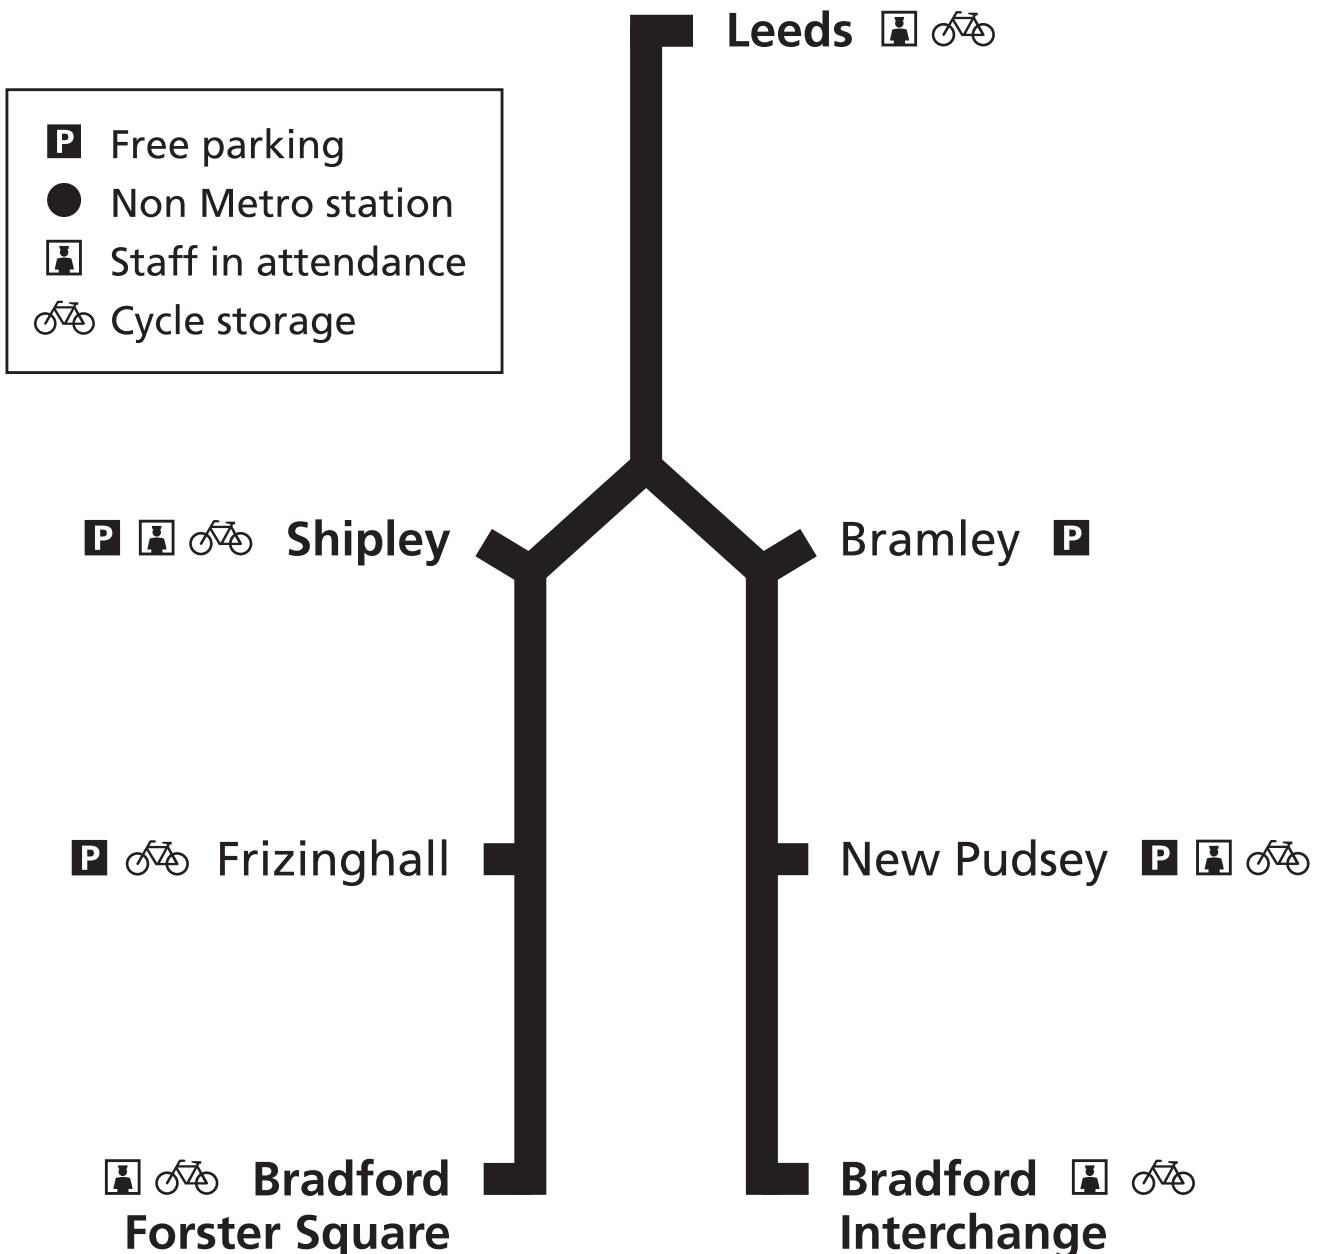 Leeds
P Free parking
Non Metro station
Staff in attendance
Cycle storage
P Shipley
Bramley P
P Frizinghall
New Pudsey P
Bradford
Forster Square
Bradford
Interchange